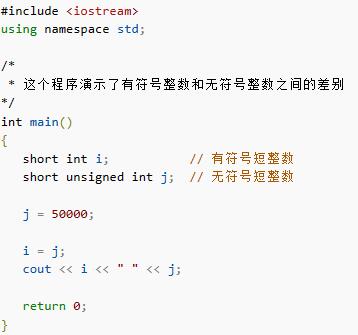 #include <iostream>
using namespace std;
/*
 * 这个程序演示了有符号整数和无符号整数之间的差别
*/
int main()
{
   short int i;           // 有符号短整数
   short unsigned int j;  // 无符号短整数
   j = 50000;
   i = j;
   cout << i << " " << j;
   return 0;
}